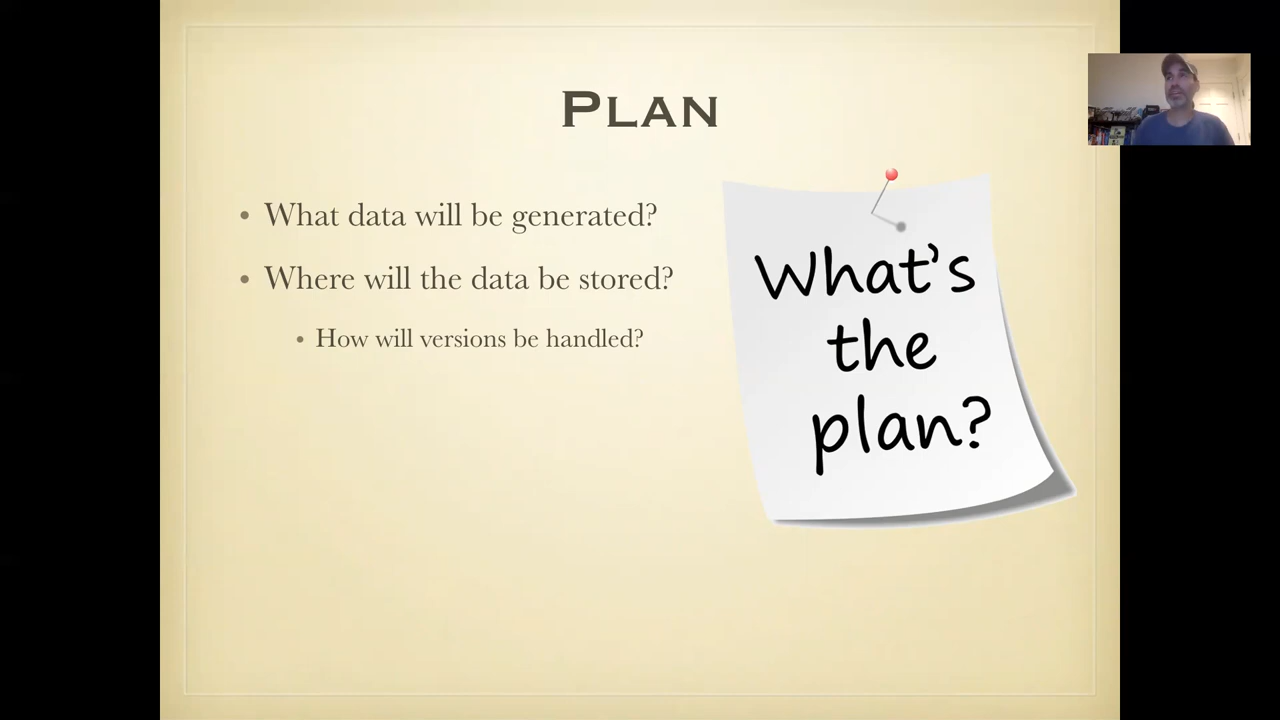 PLAN
• What data will be generated?
• Where will the data be stored?
• How will versions be handled?
What's
the
plan?